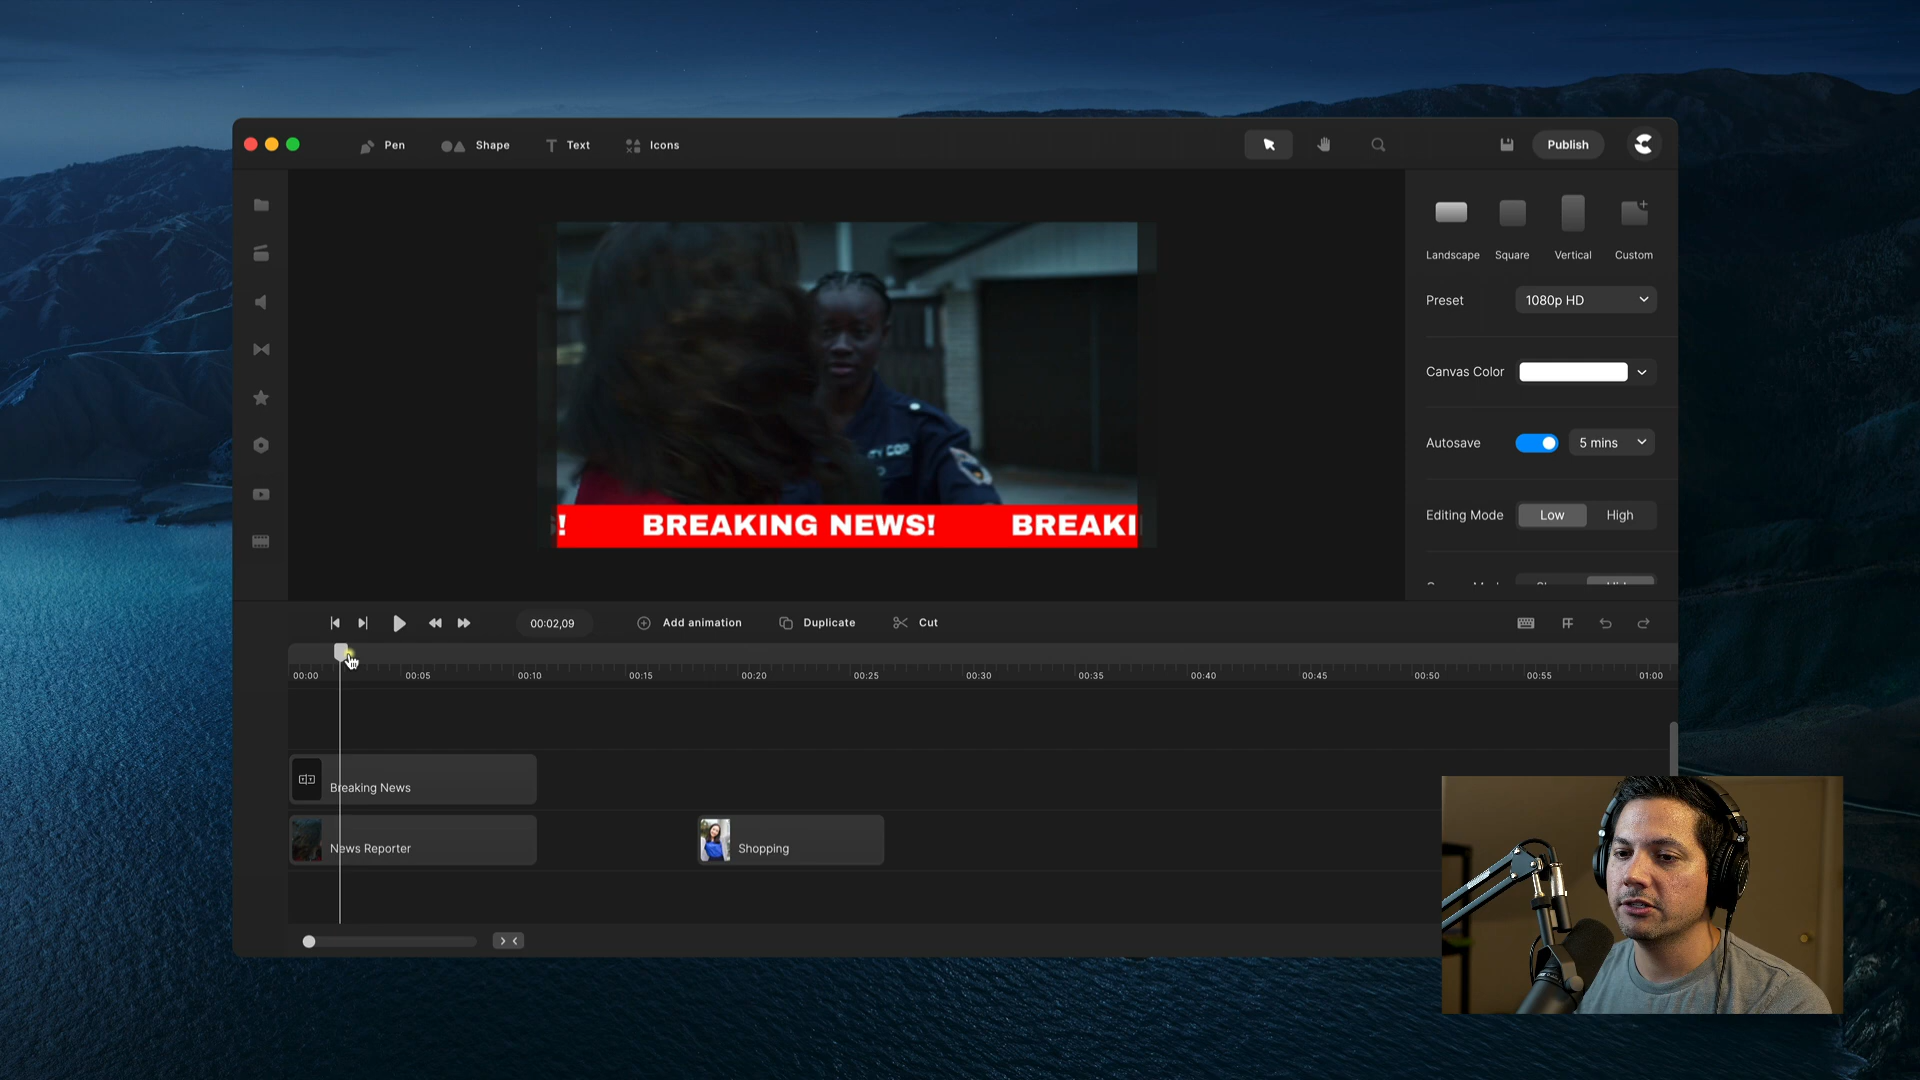 Pen
Shape
Text
Icons
Publish
Landscape
Square
Vertical
Custom
Preset
1080p HD
Canvas Color
Autosave
5 mins
Editing Mode
Low
High
! BREAKING NEWS! BREAKI
00:02,09
Add animation
Duplicate
Cut
00:00
00:05
00:10
00:15
00:20
00:25
00:30
00:35
00:40
00:45
00:50
00:55
01:00
Breaking News
News Reporter
Shopping